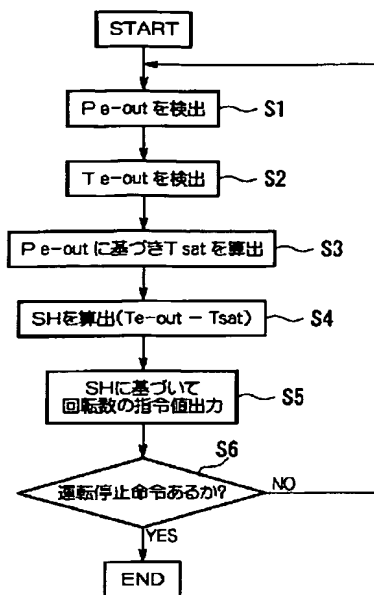 START
Pe-outを検出
S1
Te-outを検出
S2
Pe-outに基づきTsatを算出
S3
SHを算出(Te-out － Tsat)
S4
SHに基づいて
回転数の指令値出力
S5
S6
運転停止命令あるか?
NO
YES
END